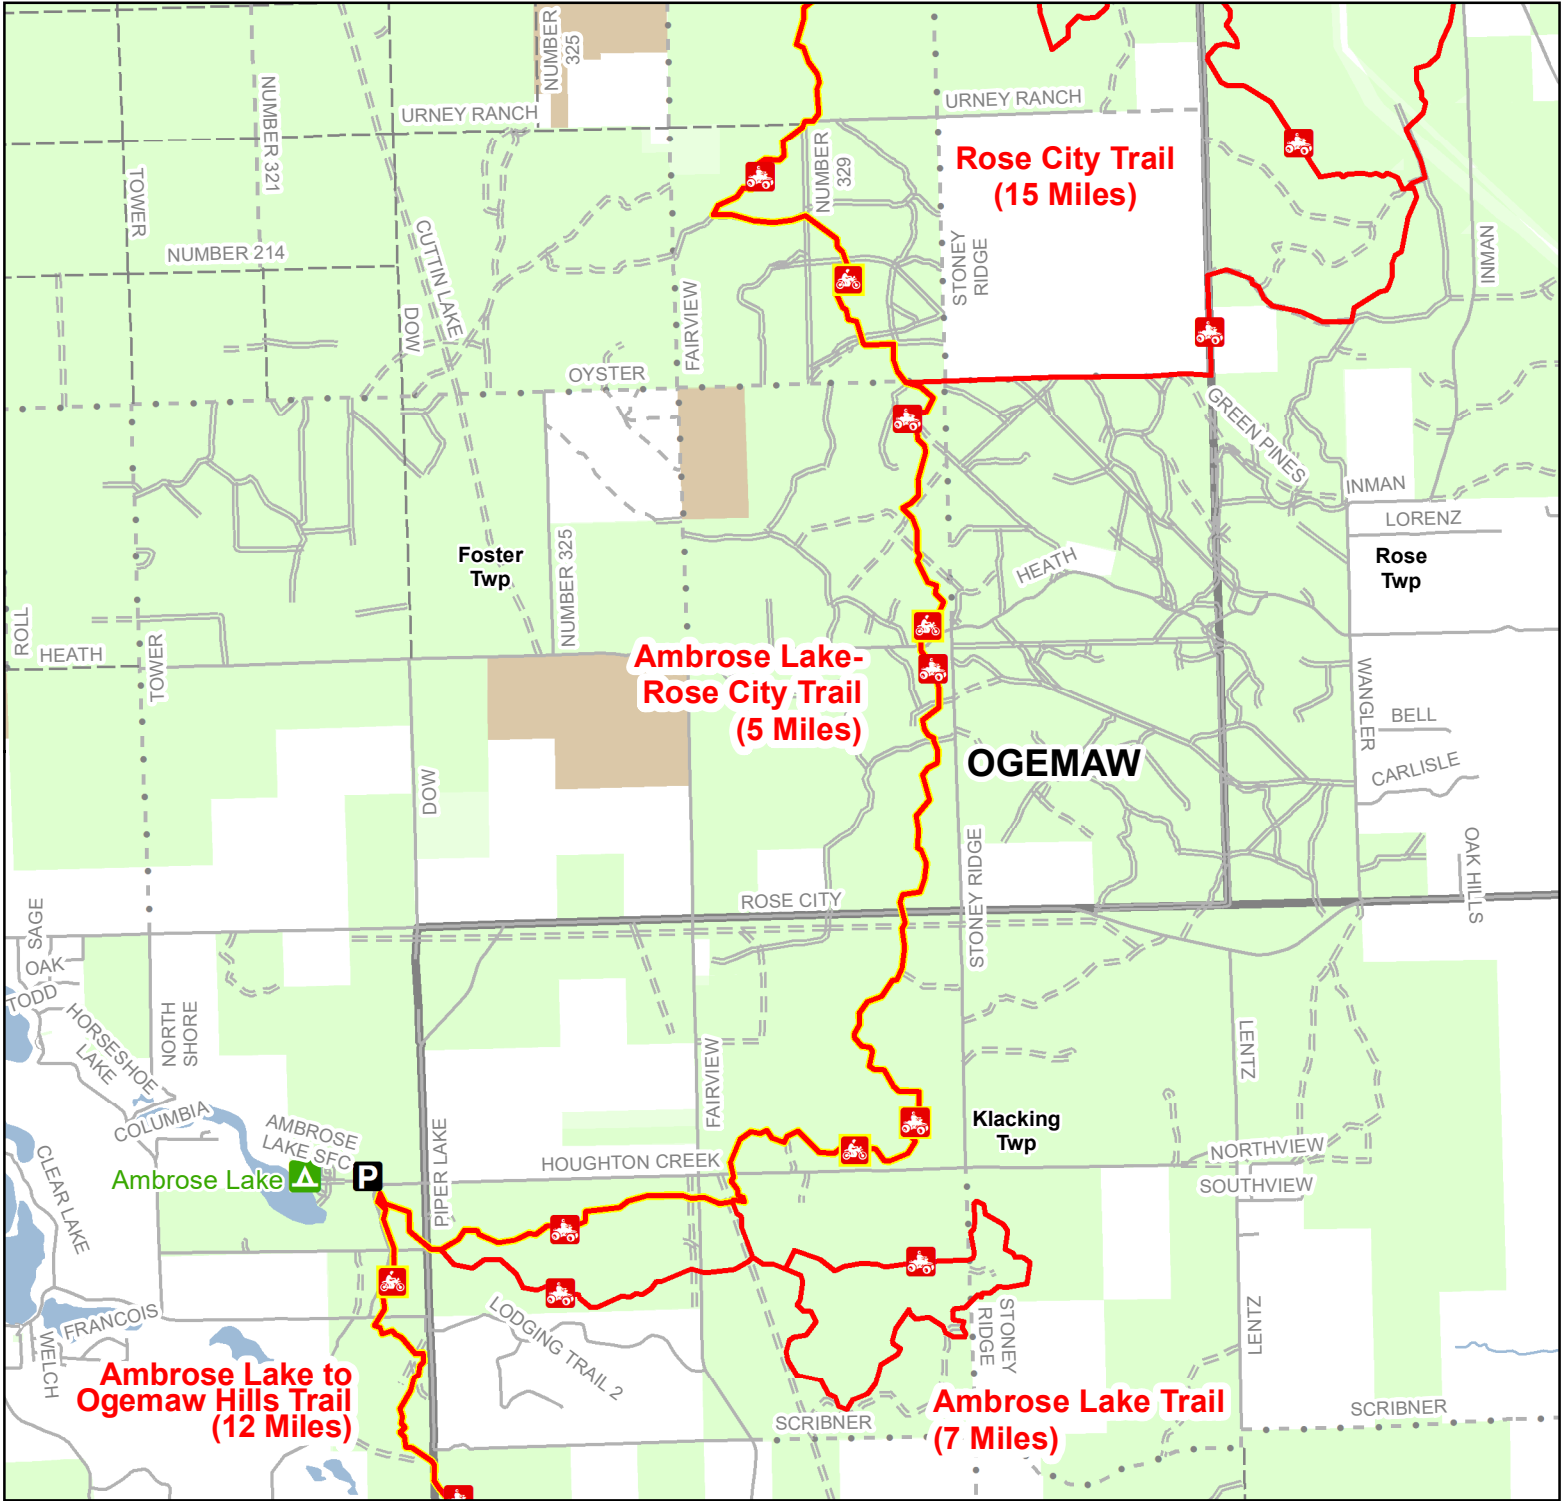 NUMBER
325
URNEY RANCH
URNEY RANCH
NUMBER 321
NUMBER
329
Rose City Trail
(15 Miles)
TOWER
NUMBER 214
CUTTIN LAKE
STONEY
RIDGE
INMAN
DOW
FAIRVIEW
OYSTER
GREEN PINES
INMAN
LORENZ
Foster
Twp
NUMBER 325
HEATH
Rose
Twp
ROLL
HEATH
TOWER
Ambrose Lake-
Rose City Trail
(5 Miles)
WANGLER
BELL
OGEMAW
CARLISLE
DOW
OAK HILLS
STONEY RIDGE
ROSE CITY
SAGE
OAK
TODD
HORSESHOE
LAKE
NORTH
SHORE
LENTZ
FAIRVIEW
COLUMBIA
AMBROSE
LAKE SFC
Klacking
Twp
PIPER LAKE
HOUGHTON CREEK
NORTHVIEW
SOUTHVIEW
Ambrose Lake
P
CLEAR LAKE
FRANCOIS
WELCH
LODGING TRAIL 2
STONEY
RIDGE
LENTZ
Ambrose Lake to
Ogemaw Hills Trail
(12 Miles)
Ambrose Lake Trail
(7 Miles)
SCRIBNER
SCRIBNER